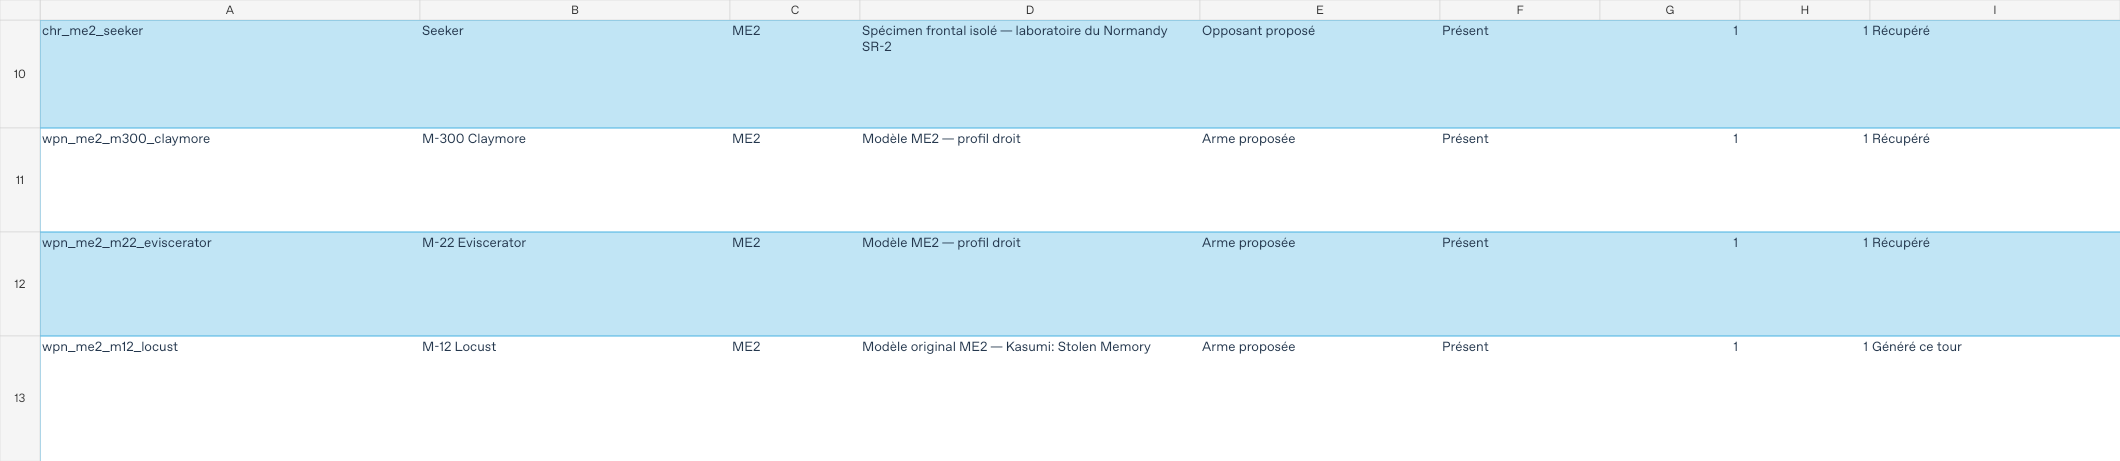 A B C D E F G H I
10 chr_me2_seeker Seeker ME2 Spécimen frontal isolé — laboratoire du Normandy SR-2 Opposant proposé Présent 1 1 Récupéré
11 wpn_me2_m300_claymore M-300 Claymore ME2 Modèle ME2 — profil droit Arme proposée Présent 1 1 Récupéré
12 wpn_me2_m22_eviscerator M-22 Eviscerator ME2 Modèle ME2 — profil droit Arme proposée Présent 1 1 Récupéré
13 wpn_me2_m12_locust M-12 Locust ME2 Modèle original ME2 — Kasumi: Stolen Memory Arme proposée Présent 1 1 Généré ce tour